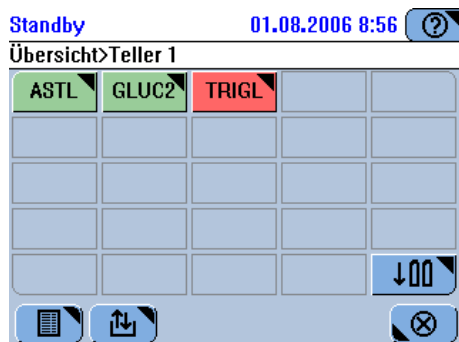 Standby 01.08.2006 8:56 ?
Übersicht>Teller 1
ASTL GLUC2 TRIGL